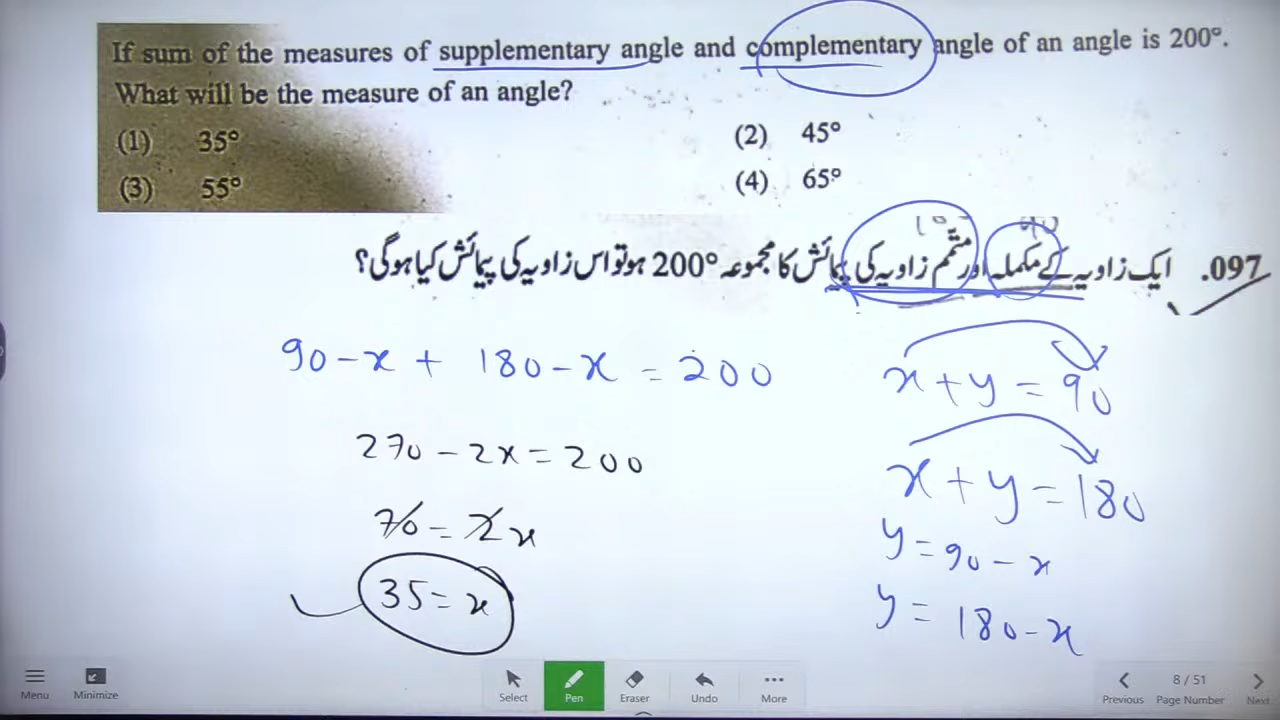 If sum of the measures of supplementary angle and complementary angle of an angle is 200°.
What will be the measure of an angle?
(1) 35° (2) 45°
(3) 55° (4) 65°
097. ایک زاویہ کے مکملہ اور متمم زاویہ کی پیمائش کا مجموعہ 200° ہو تو اس زاویہ کی پیمائش کیا ہوگی؟
90 - x + 180 - x = 200
270 - 2x = 200
70 = 2x
35 = x
x + y = 90
x + y = 180
y = 90 - x
y = 180 - x
Menu Minimize Select Pen Eraser Undo More Previous 8 / 51 Page Number Next